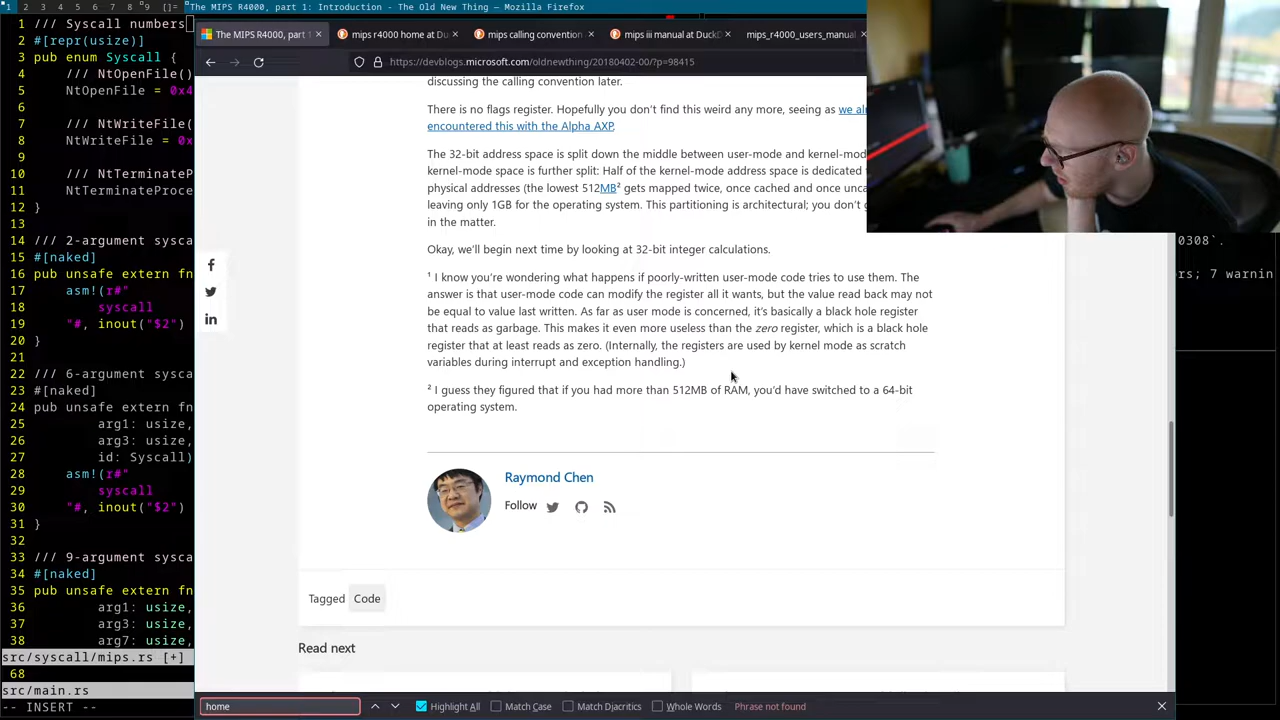 1 2 3 4 5 6 7 8 9 []= The MIPS R4000, part 1: Introduction - The Old New Thing — Mozilla Firefox
The MIPS R4000, part 1
mips r4000 home at Du
mips calling convention
mips iii manual at DuckD
mips_r4000_users_manual.
https://devblogs.microsoft.com/oldnewthing/20180402-00/?p=98415
1 /// Syscall numbers
2 #[repr(usize)]
3 pub enum Syscall {
4 /// NtOpenFile()
5 NtOpenFile = 0x4
6
7 /// NtWriteFile(
8 NtWriteFile = 0x
9
10 /// NtTerminateP
11 NtTerminateProce
12 }
13
14 /// 2-argument sysca
15 #[naked]
16 pub unsafe extern fn
17 asm!(r#"
18 syscall
19 "#, inout("$2")
20 }
21
22 /// 6-argument sysca
23 #[naked]
24 pub unsafe extern fn
25 arg1: usize,
26 arg3: usize,
27 id: Syscall)
28 asm!(r#"
29 syscall
30 "#, inout("$2")
31 }
32
33 /// 9-argument sysca
34 #[naked]
35 pub unsafe extern fn
36 arg1: usize,
37 arg3: usize,
38 arg7: usize,
src/syscall/mips.rs [+]
68
src/main.rs
-- INSERT --
discussing the calling convention later.
There is no flags register. Hopefully you don't find this weird any more, seeing as we al
encountered this with the Alpha AXP.
The 32-bit address space is split down the middle between user-mode and kernel-mod
kernel-mode space is further split: Half of the kernel-mode address space is dedicated
physical addresses (the lowest 512MB² gets mapped twice, once cached and once unca
leaving only 1GB for the operating system. This partitioning is architectural; you don't g
in the matter.
Okay, we'll begin next time by looking at 32-bit integer calculations.
¹ I know you're wondering what happens if poorly-written user-mode code tries to use them. The
answer is that user-mode code can modify the register all it wants, but the value read back may not
be equal to value last written. As far as user mode is concerned, it's basically a black hole register
that reads as garbage. This makes it even more useless than the zero register, which is a black hole
register that at least reads as zero. (Internally, the registers are used by kernel mode as scratch
variables during interrupt and exception handling.)
² I guess they figured that if you had more than 512MB of RAM, you'd have switched to a 64-bit
operating system.
Raymond Chen
Follow
Tagged Code
Read next
home
Highlight All
Match Case
Match Diacritics
Whole Words
Phrase not found
0308`.
rs; 7 warnin